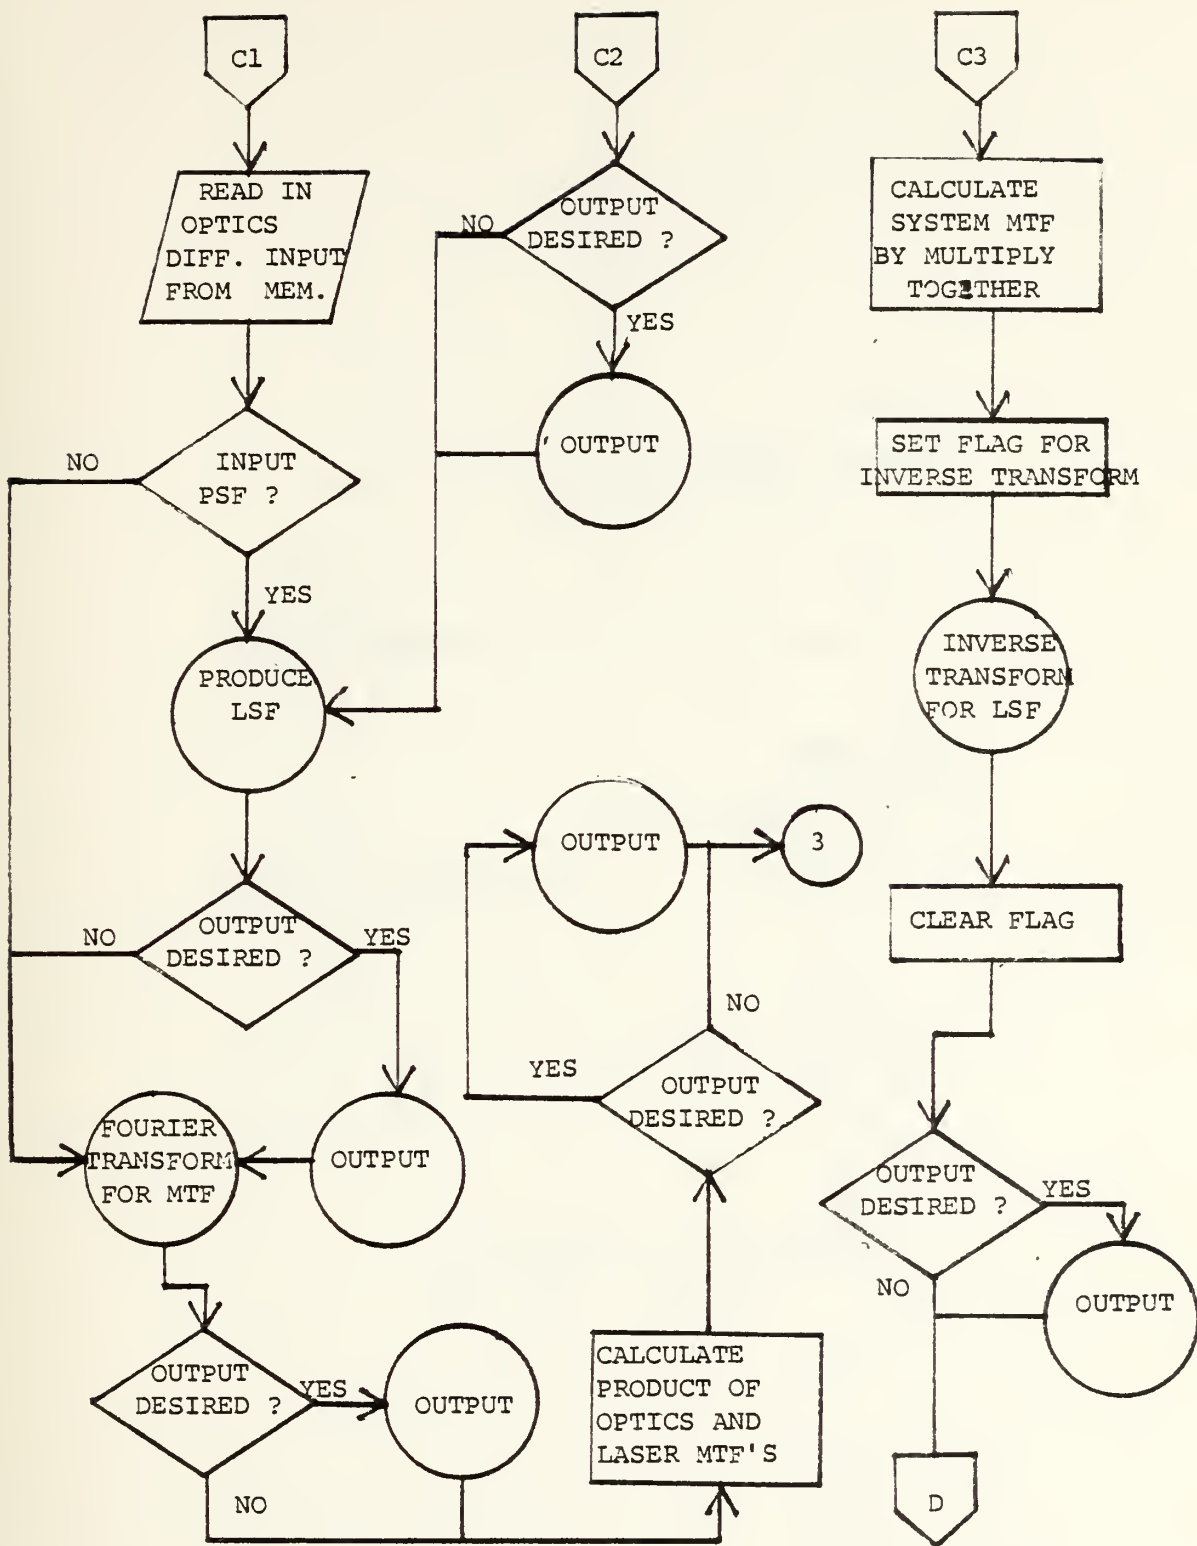 C1
READ IN
OPTICS
DIFF. INPUT
FROM MEM.
INPUT
PSF ?
NO
YES
PRODUCE
LSF
OUTPUT
DESIRED ?
NO
YES
FOURIER
TRANSFORM
FOR MTF
OUTPUT
OUTPUT
DESIRED ?
YES
NO
OUTPUT
C2
OUTPUT
DESIRED ?
NO
YES
OUTPUT
OUTPUT
3
NO
YES
OUTPUT
DESIRED ?
CALCULATE
PRODUCT OF
OPTICS AND
LASER MTF'S
C3
CALCULATE
SYSTEM MTF
BY MULTIPLY
TOGETHER
SET FLAG FOR
INVERSE TRANSFORM
INVERSE
TRANSFORM
FOR LSF
CLEAR FLAG
OUTPUT
DESIRED ?
YES
NO
OUTPUT
D